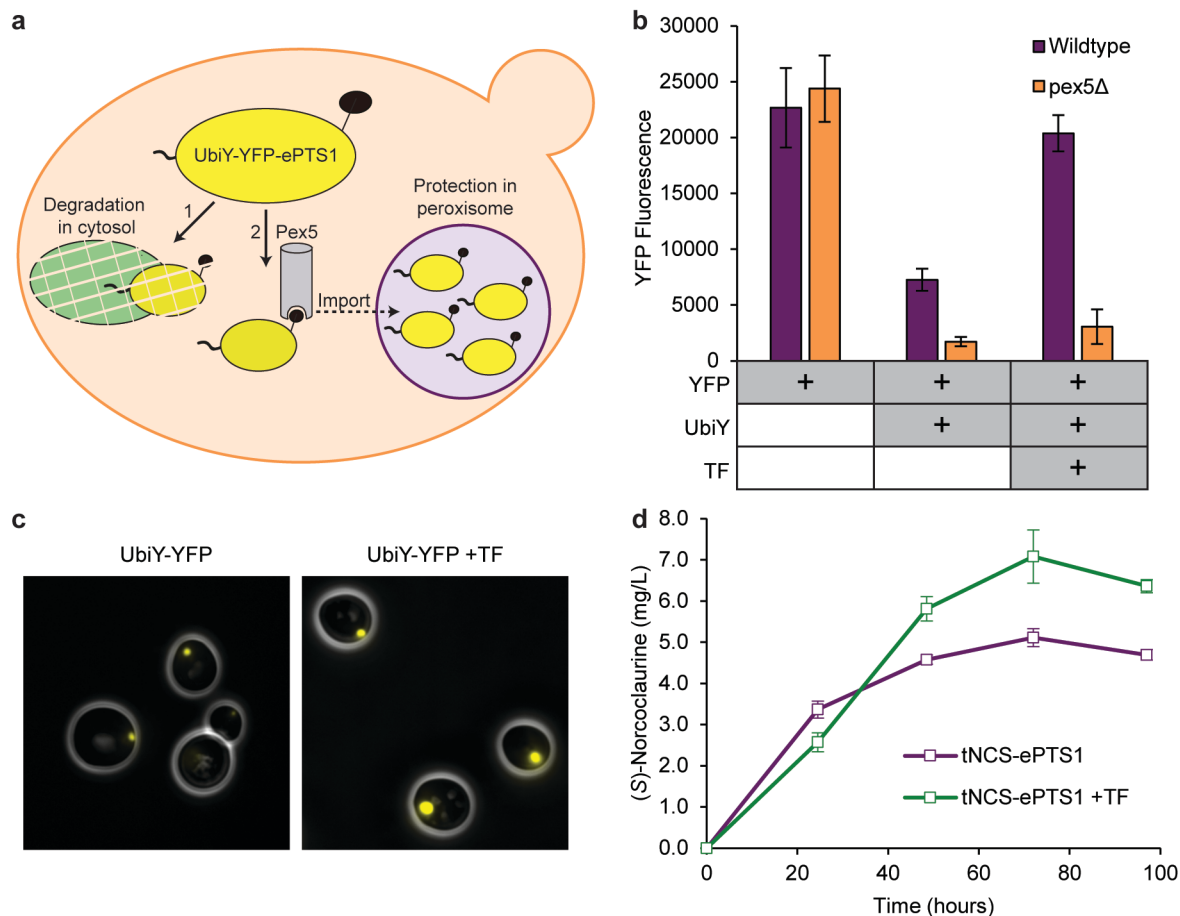 a
UbiY-YFP-ePTS1
Degradation
in cytosol
1
2
Pex5
Import
Protection in
peroxisome
b
30000
25000
20000
15000
10000
5000
0
YFP Fluorescence
Wildtype
pex5Δ
YFP + + +
UbiY + +
TF +
c
UbiY-YFP
UbiY-YFP +TF
d
8.0
7.0
6.0
5.0
4.0
3.0
2.0
1.0
0.0
(S)-Norcoclaurine (mg/L)
tNCS-ePTS1
tNCS-ePTS1 +TF
0 20 40 60 80 100
Time (hours)